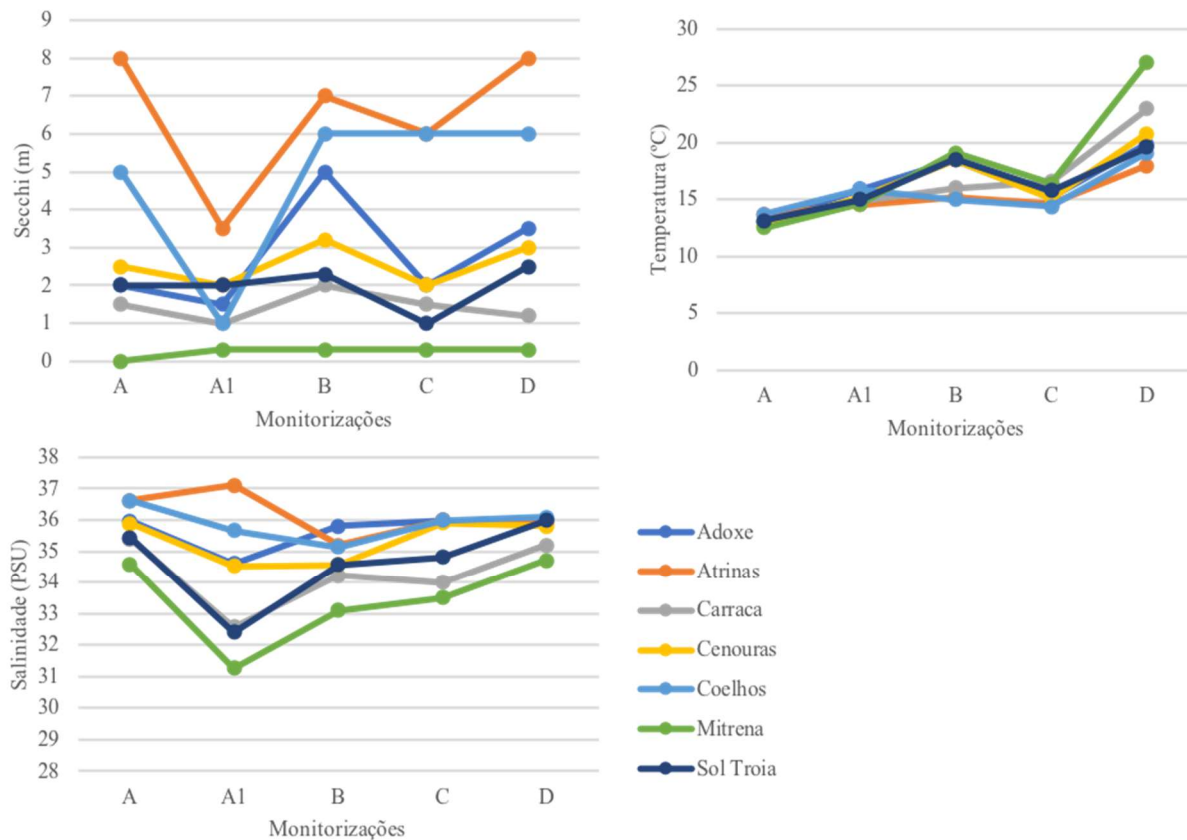 Secchi (m)
9
8
7
6
5
4
3
2
1
0
A A1 B C D
Monitorizações
Temperatura (ºC)
30
25
20
15
10
5
0
A A1 B C D
Monitorizações
Salinidade (PSU)
38
37
36
35
34
33
32
31
30
29
28
A A1 B C D
Monitorizações
Adoxe
Atrinas
Carraca
Cenouras
Coelhos
Mitrena
Sol Troia